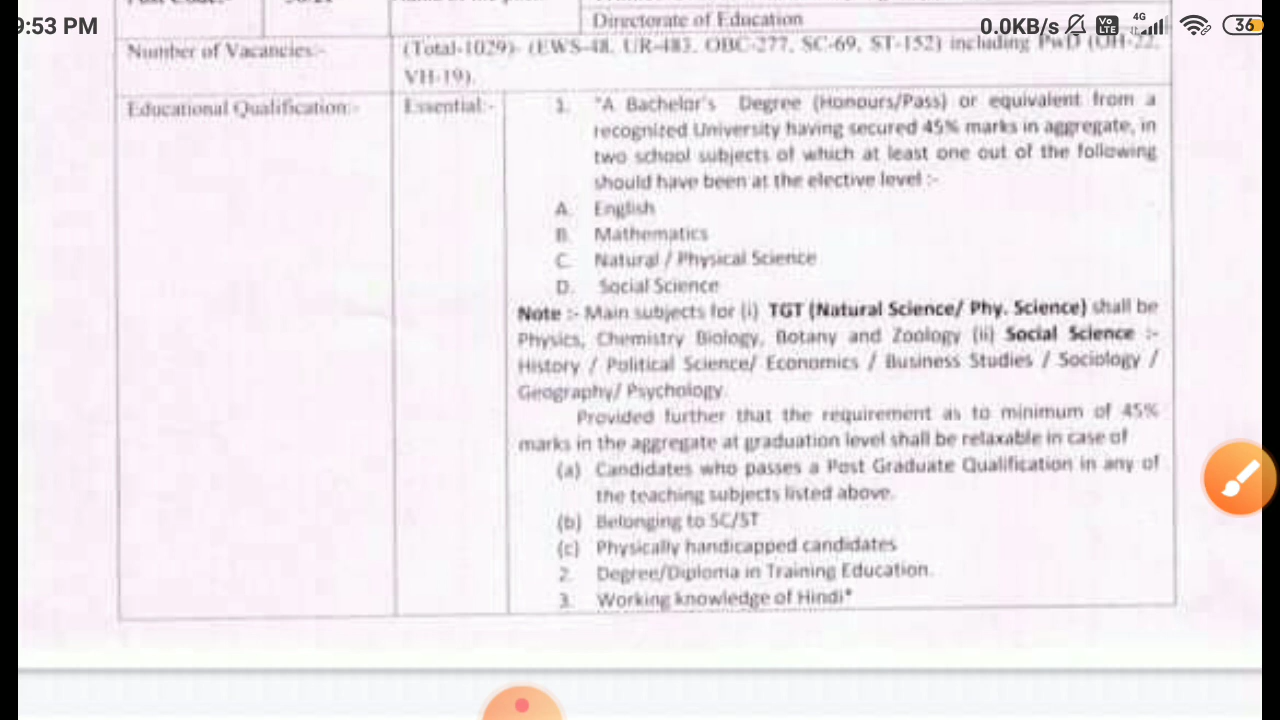 9:53 PM
0.0KB/s Vo LTE 4G 36
Directorate of Education
Number of Vacancies:- (Total-1029)- (EWS-48, UR-483, OBC-277, SC-69, ST-152) including PwD (OH-22,
VH-19).
Educational Qualification:- Essential:- 1. "A Bachelor's Degree (Honours/Pass) or equivalent from a
recognized University having secured 45% marks in aggregate, in
two school subjects of which at least one out of the following
should have been at the elective level :-
A. English
B. Mathematics
C. Natural / Physical Science
D. Social Science
Note :- Main subjects for (i) TGT (Natural Science/ Phy. Science) shall be
Physics, Chemistry Biology, Botany and Zoology (ii) Social Science :-
History / Political Science/ Economics / Business Studies / Sociology /
Geography/ Psychology.
Provided further that the requirement as to minimum of 45%
marks in the aggregate at graduation level shall be relaxable in case of
(a) Candidates who passes a Post Graduate Qualification in any of
the teaching subjects listed above.
(b) Belonging to SC/ST
(c) Physically handicapped candidates
2. Degree/Diploma in Training Education.
3. Working knowledge of Hindi"